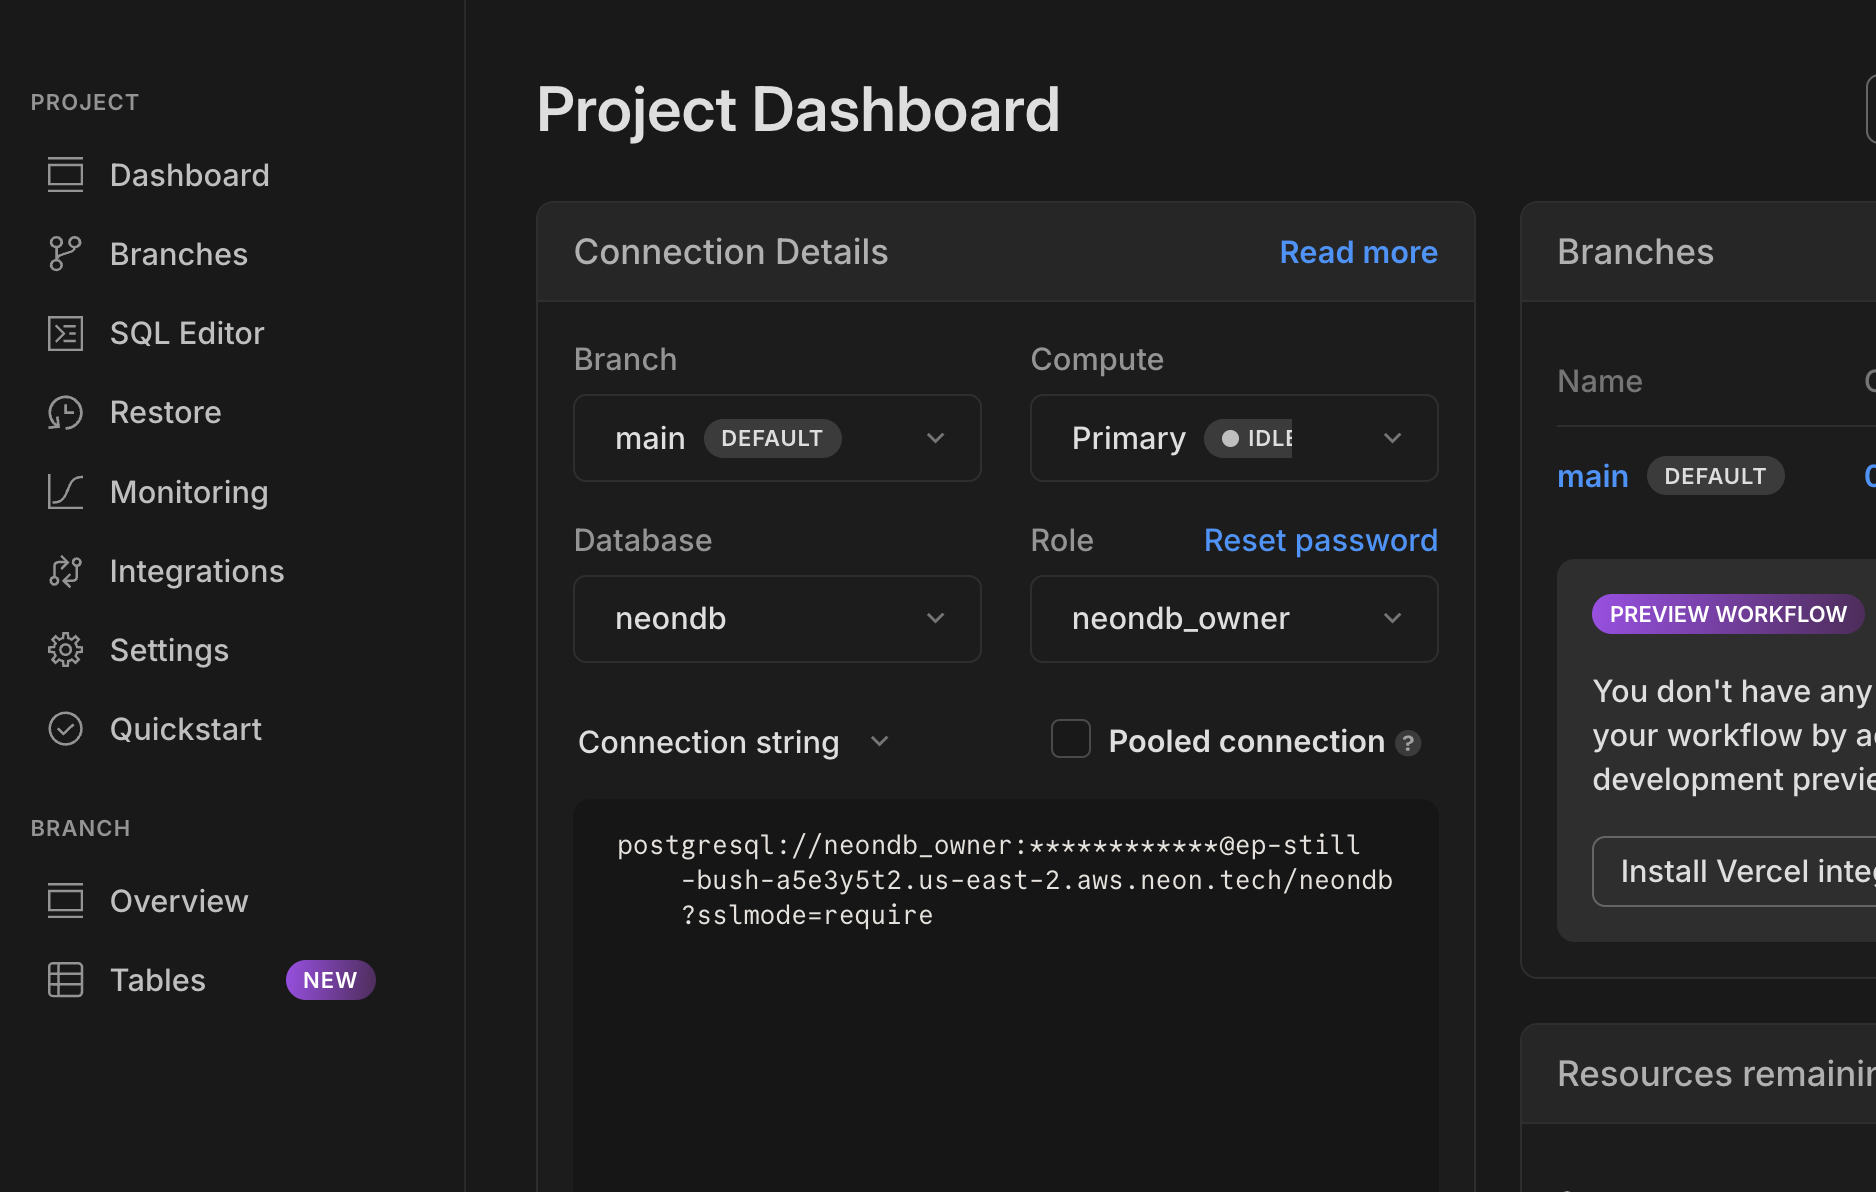 PROJECT
Dashboard
Branches
SQL Editor
Restore
Monitoring
Integrations
Settings
Quickstart
BRANCH
Overview
Tables NEW
Project Dashboard
Connection Details Read more
Branch Compute
main DEFAULT Primary IDLE
Database Role Reset password
neondb neondb_owner
Connection string Pooled connection ?
postgresql://neondb_owner:************@ep-still
-bush-a5e3y5t2.us-east-2.aws.neon.tech/neondb
?sslmode=require
Branches
Name
main DEFAULT
PREVIEW WORKFLOW
You don't have any
your workflow by
development
Install Vercel
Resources